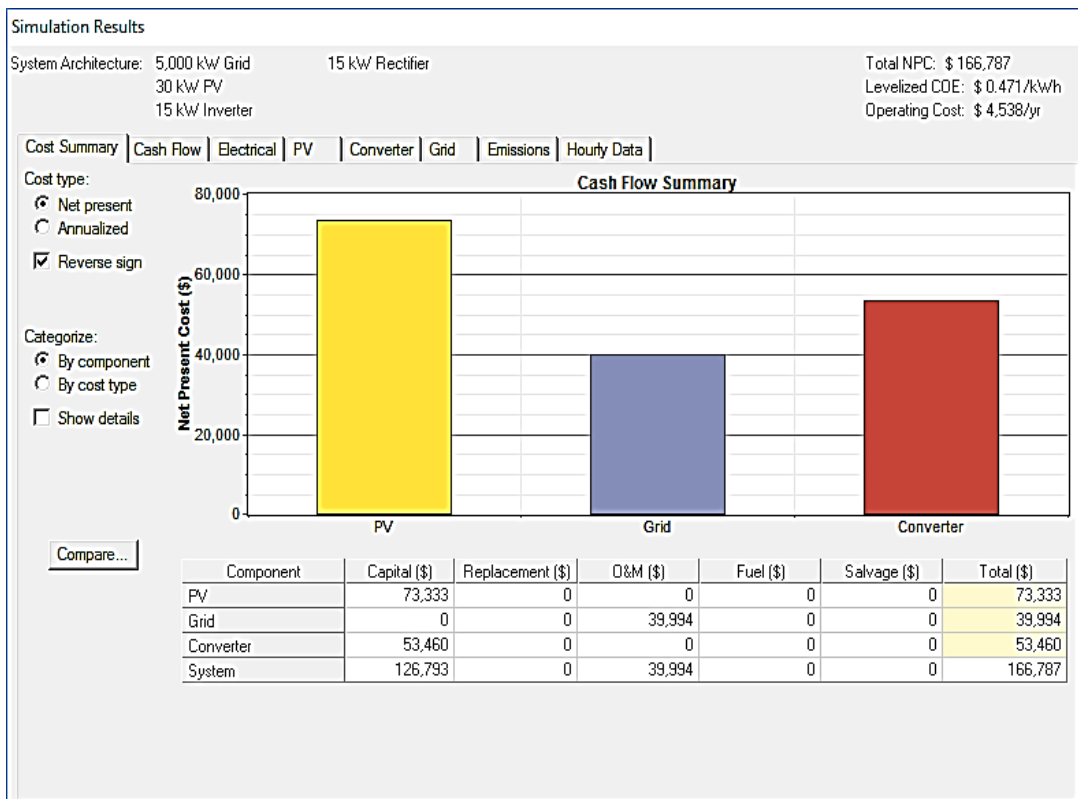 Simulation Results
System Architecture: 5,000 kW Grid 15 kW Rectifier Total NPC: $ 166,787
30 kW PV Levelized COE: $ 0.471/kWh
15 kW Inverter Operating Cost: $ 4,538/yr
Cost Summary Cash Flow Electrical PV Converter Grid Emissions Hourly Data
Cost type:
Net present
Annualized
Reverse sign
Categorize:
By component
By cost type
Show details
Compare...
Cash Flow Summary
Net Present Cost ($)
80,000
60,000
40,000
20,000
0
PV Grid Converter
Component Capital ($) Replacement ($) O&M ($) Fuel ($) Salvage ($) Total ($)
PV 73,333 0 0 0 0 73,333
Grid 0 0 39,994 0 0 39,994
Converter 53,460 0 0 0 0 53,460
System 126,793 0 39,994 0 0 166,787